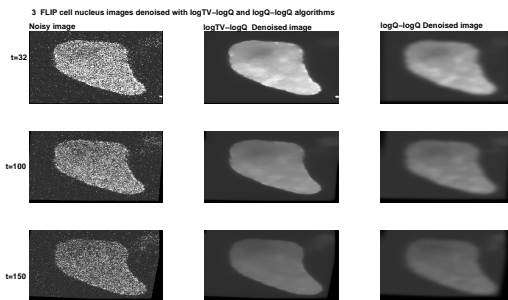 3 FLIP cell nucleus images denoised with logTV−logQ and logQ−logQ algorithms
Noisy image
logTV−logQ Denoised image
logQ−logQ Denoised image
t=32
t=100
t=150